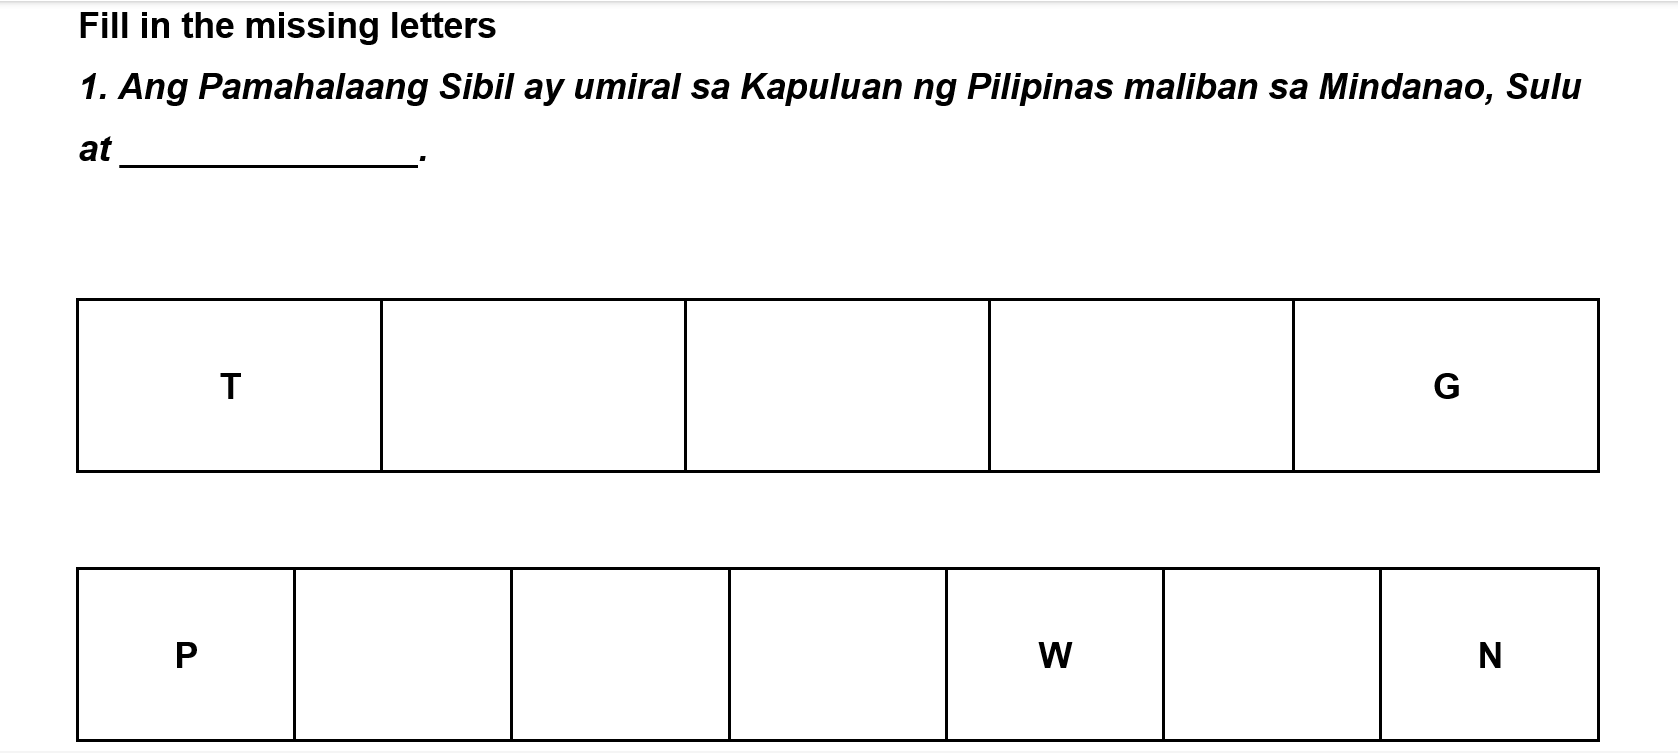 Fill in the missing letters
1. Ang Pamahalaang Sibil ay umiral sa Kapuluan ng Pilipinas maliban sa Mindanao, Sulu
at _______________.
T G
P W N